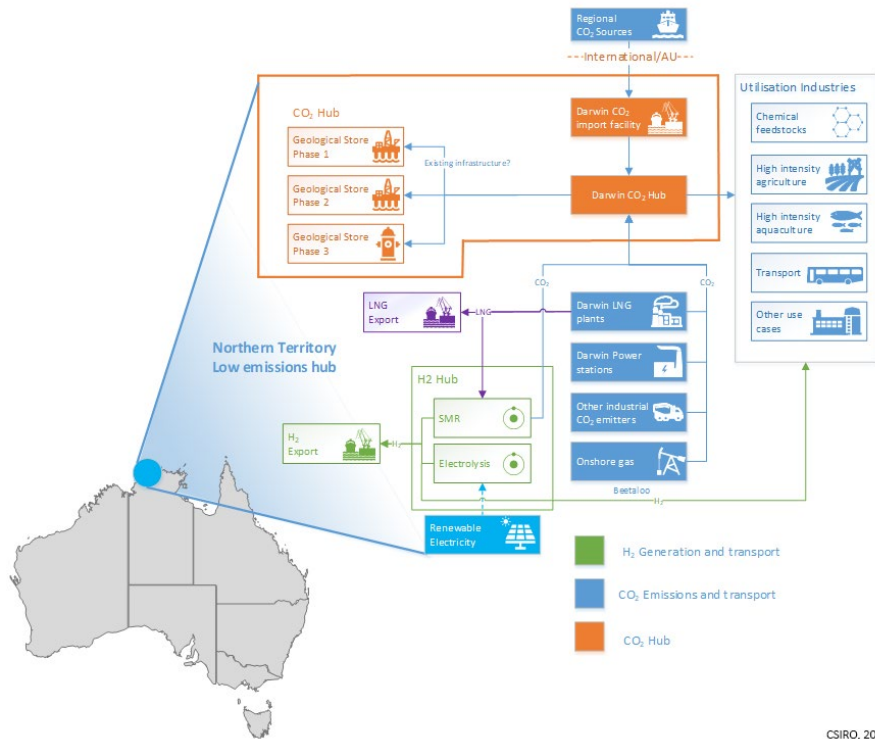 Regional
CO₂ Sources
International/AU
CO₂ Hub
Geological Store
Phase 1
Geological Store
Phase 2
Geological Store
Phase 3
Existing infrastructure?
Darwin CO₂
import facility
Darwin CO₂ Hub
Utilisation Industries
Chemical
feedstocks
High intensity
agriculture
High intensity
aquaculture
Transport
Other use
cases
CO₂
CO₂
LNG
Export
LNG
Darwin LNG
plants
Darwin Power
stations
Other industrial
CO₂ emitters
Onshore gas
Beetaloo
Northern Territory
Low emissions hub
H2 Hub
SMR
Electrolysis
H₂
Export
H₂
H₂
Renewable
Electricity
H₂ Generation and transport
CO₂ Emissions and transport
CO₂ Hub
CSIRO, 20